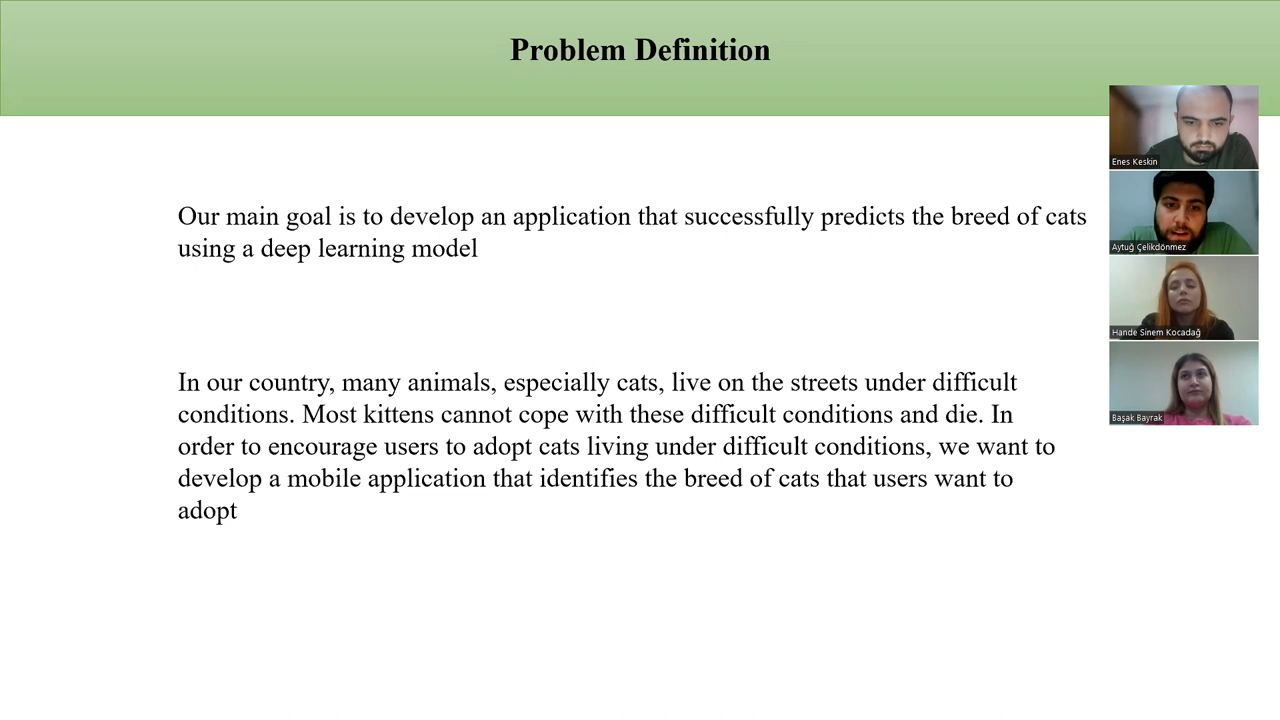 Problem Definition
Our main goal is to develop an application that successfully predicts the breed of cats
using a deep learning model
In our country, many animals, especially cats, live on the streets under difficult
conditions. Most kittens cannot cope with these difficult conditions and die. In
order to encourage users to adopt cats living under difficult conditions, we want to
develop a mobile application that identifies the breed of cats that users want to
adopt
Enes Keskin
Aytuğ Çelikdönmez
Hande Sinem Kocadağ
Başak Bayrak